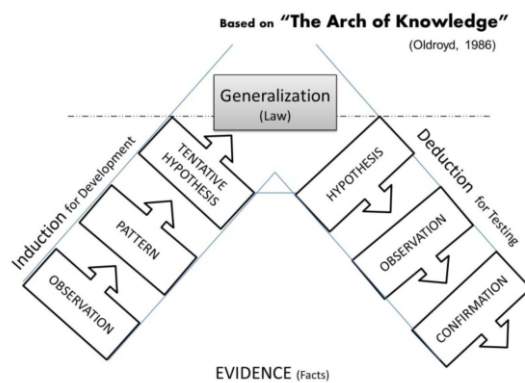 Based on “The Arch of Knowledge”
(Oldroyd, 1986)
Generalization
(Law)
Induction for Development
TENTATIVE
HYPOTHESIS
PATTERN
OBSERVATION
Deduction for Testing
HYPOTHESIS
OBSERVATION
CONFIRMATION
EVIDENCE (Facts)